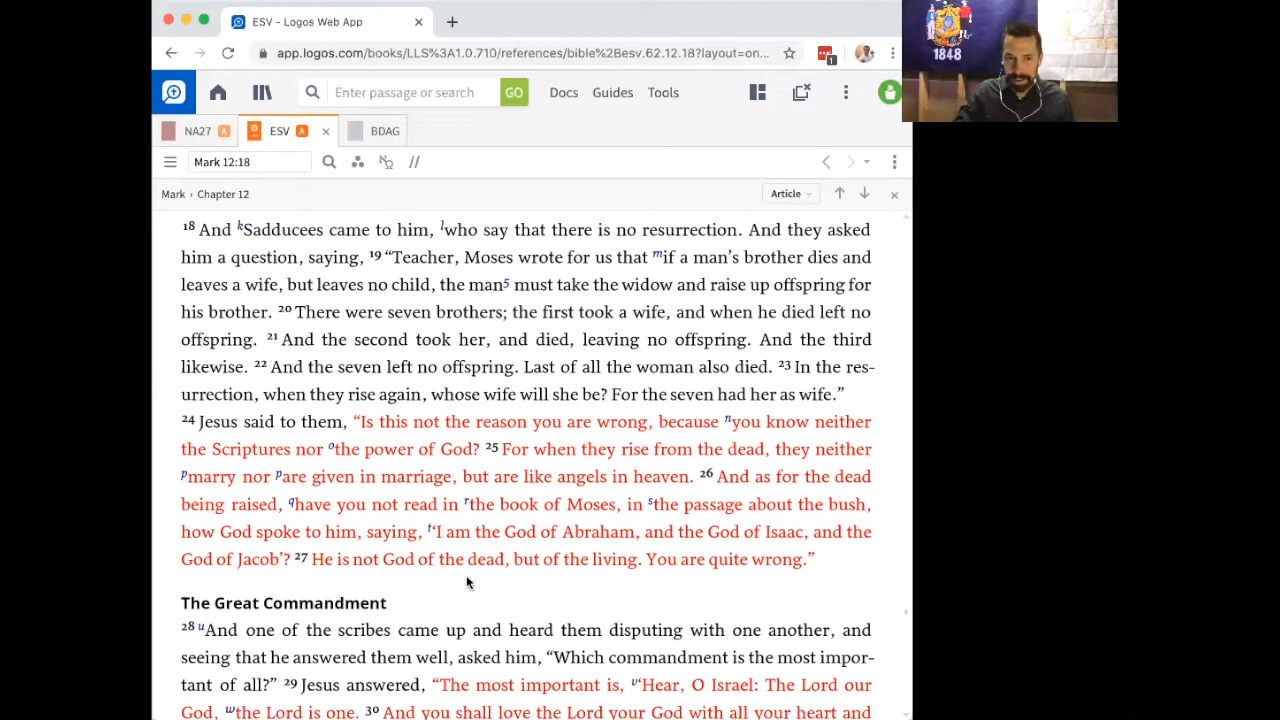 ESV - Logos Web App
app.logos.com/books/LLS%3A1.0.710/references/bible%2Besv.62.12.18?layout=on...
1
1848
Enter passage or search
GO
Docs
Guides
Tools
NA27 A
ESV A
BDAG
Mark 12:18
Mark › Chapter 12
Article
18 And kSadducees came to him, lwho say that there is no resurrection. And they asked
him a question, saying, 19 “Teacher, Moses wrote for us that mif a man’s brother dies and
leaves a wife, but leaves no child, the man5 must take the widow and raise up offspring for
his brother. 20 There were seven brothers; the first took a wife, and when he died left no
offspring. 21 And the second took her, and died, leaving no offspring. And the third
likewise. 22 And the seven left no offspring. Last of all the woman also died. 23 In the res-
urrection, when they rise again, whose wife will she be? For the seven had her as wife.”
24 Jesus said to them, “Is this not the reason you are wrong, because nyou know neither
the Scriptures nor othe power of God? 25 For when they rise from the dead, they neither
pmarry nor pare given in marriage, but are like angels in heaven. 26 And as for the dead
being raised, qhave you not read in rthe book of Moses, in sthe passage about the bush,
how God spoke to him, saying, t‘I am the God of Abraham, and the God of Isaac, and the
God of Jacob’? 27 He is not God of the dead, but of the living. You are quite wrong.”
The Great Commandment
28 uAnd one of the scribes came up and heard them disputing with one another, and
seeing that he answered them well, asked him, “Which commandment is the most impor-
tant of all?” 29 Jesus answered, “The most important is, v‘Hear, O Israel: The Lord our
God, wthe Lord is one. 30 And you shall love the Lord your God with all your heart and